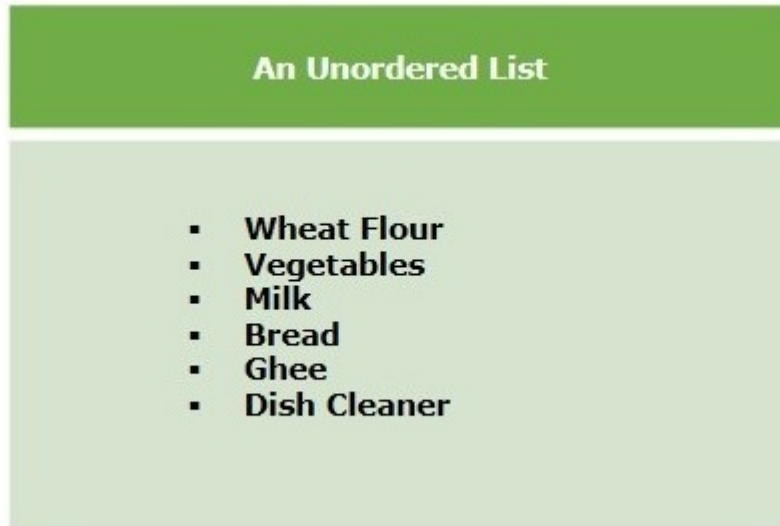 An Unordered List
▪ Wheat Flour
▪ Vegetables
▪ Milk
▪ Bread
▪ Ghee
▪ Dish Cleaner